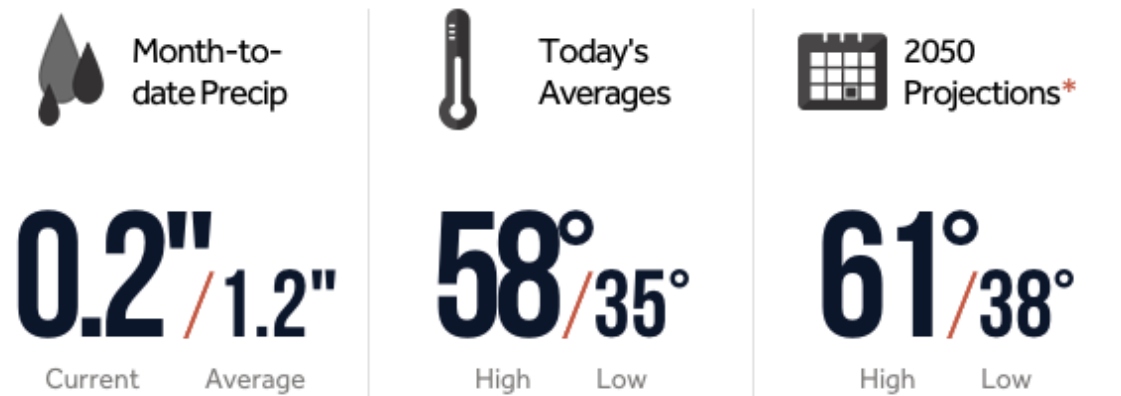 Month-to-
date Precip
0.2"/1.2"
Current Average
Today's
Averages
58°/35°
High Low
2050
Projections*
61°/38°
High Low